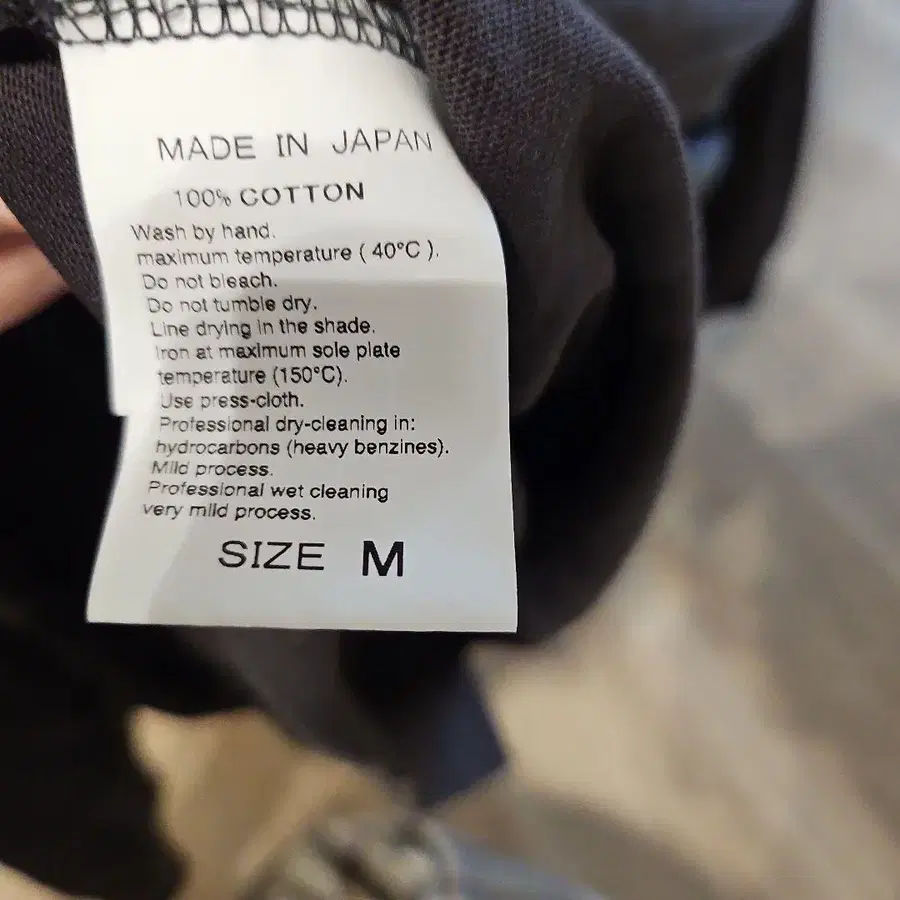 MADE IN JAPAN
100% COTTON
Wash by hand.
maximum temperature ( 40°C ).
Do not bleach.
Do not tumble dry.
Line drying in the shade.
Iron at maximum sole plate
temperature (150°C).
Use press-cloth.
Professional dry-cleaning in:
hydrocarbons (heavy benzines).
Mild process.
Professional wet cleaning
very mild process.
SIZE M